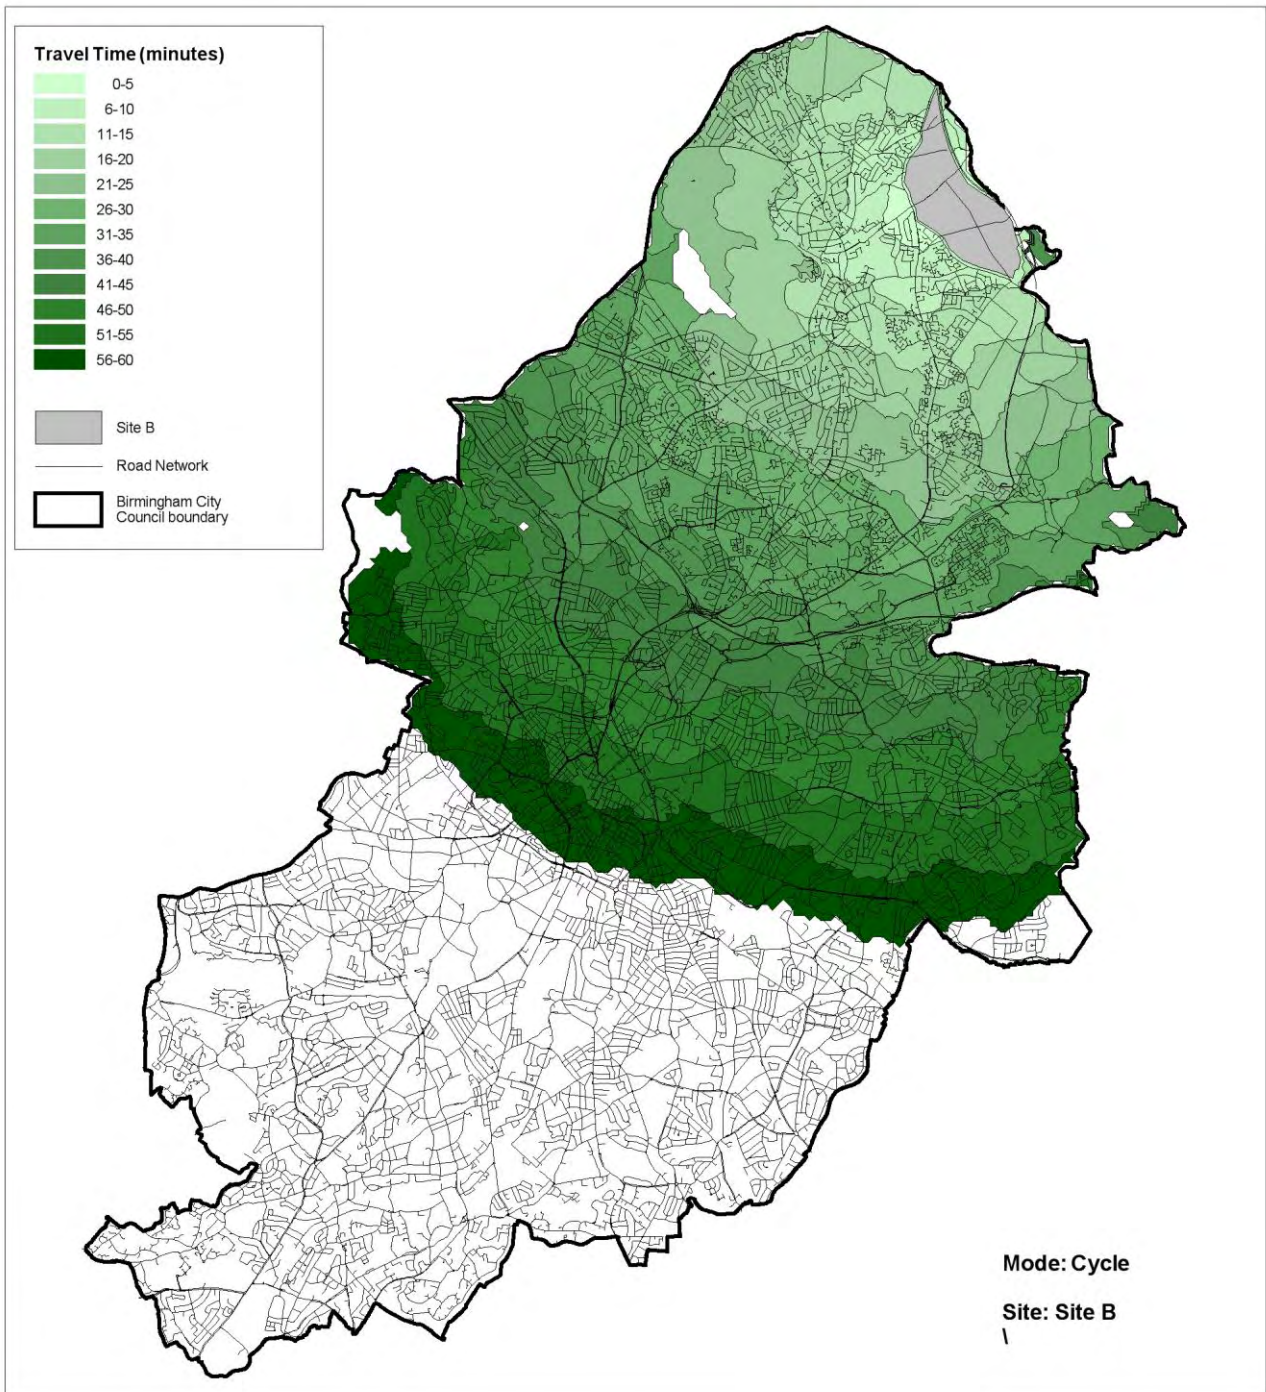 Travel Time (minutes)
0-5
6-10
11-15
16-20
21-25
26-30
31-35
36-40
41-45
46-50
51-55
56-60
Site B
Road Network
Birmingham City
Council boundary
Mode: Cycle
Site: Site B
\